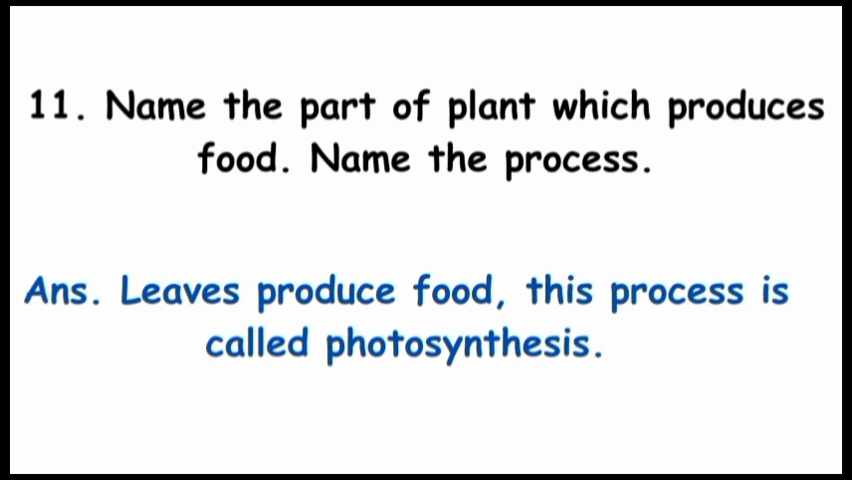 11. Name the part of plant which produces
food. Name the process.
Ans. Leaves produce food, this process is
called photosynthesis.